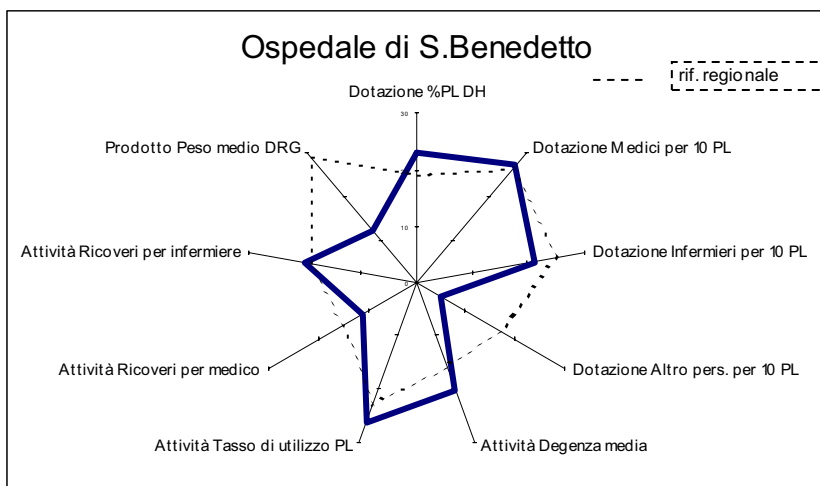 Ospedale di S.Benedetto
rif. regionale
Dotazione %PL DH
30
Prodotto Peso medio DRG
Dotazione Medici per 10 PL
10
Attività Ricoveri per infermiere
Dotazione Infermieri per 10 PL
0
Attività Ricoveri per medico
Dotazione Altro pers. per 10 PL
Attività Tasso di utilizzo PL
Attività Degenza media